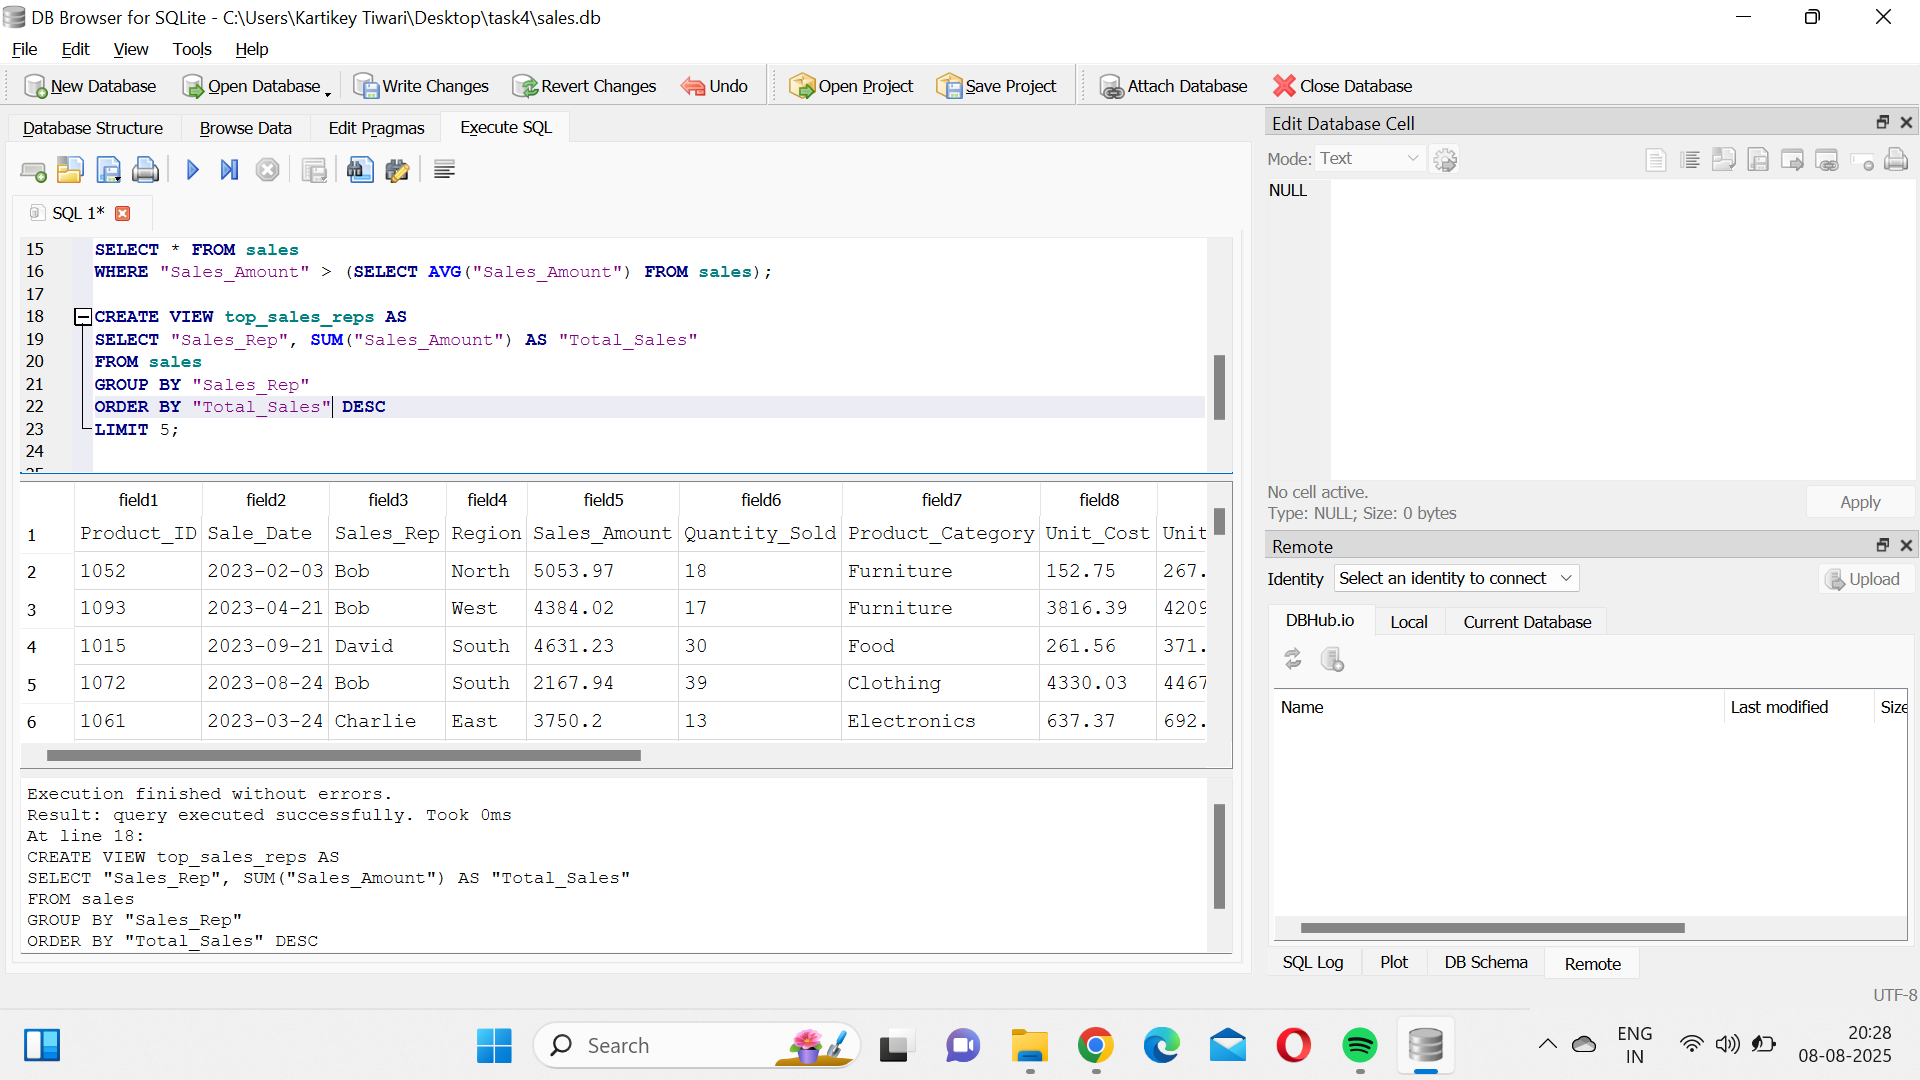 DB Browser for SQLite - C:\Users\Kartikey Tiwari\Desktop\task4\sales.db
File Edit View Tools Help
New Database Open Database Write Changes Revert Changes Undo Open Project Save Project Attach Database Close Database
Database Structure Browse Data Edit Pragmas Execute SQL
SQL 1*
15 SELECT * FROM sales
16 WHERE "Sales_Amount" > (SELECT AVG("Sales_Amount") FROM sales);
17
18 CREATE VIEW top_sales_reps AS
19 SELECT "Sales_Rep", SUM("Sales_Amount") AS "Total_Sales"
20 FROM sales
21 GROUP BY "Sales_Rep"
22 ORDER BY "Total_Sales" DESC
23 LIMIT 5;
24
field1 field2 field3 field4 field5 field6 field7 field8
1 Product_ID Sale_Date Sales_Rep Region Sales_Amount Quantity_Sold Product_Category Unit_Cost Unit
2 1052 2023-02-03 Bob North 5053.97 18 Furniture 152.75 267.
3 1093 2023-04-21 Bob West 4384.02 17 Furniture 3816.39 4209
4 1015 2023-09-21 David South 4631.23 30 Food 261.56 371.
5 1072 2023-08-24 Bob South 2167.94 39 Clothing 4330.03 4467
6 1061 2023-03-24 Charlie East 3750.2 13 Electronics 637.37 692.
Execution finished without errors.
Result: query executed successfully. Took 0ms
At line 18:
CREATE VIEW top_sales_reps AS
SELECT "Sales_Rep", SUM("Sales_Amount") AS "Total_Sales"
FROM sales
GROUP BY "Sales_Rep"
ORDER BY "Total_Sales" DESC
Edit Database Cell
Mode: Text
NULL
No cell active.
Type: NULL; Size: 0 bytes
Apply
Remote
Identity Select an identity to connect Upload
DBHub.io Local Current Database
Name Last modified Size
SQL Log Plot DB Schema Remote
UTF-8
Search
ENG
IN
20:28
08-08-2025